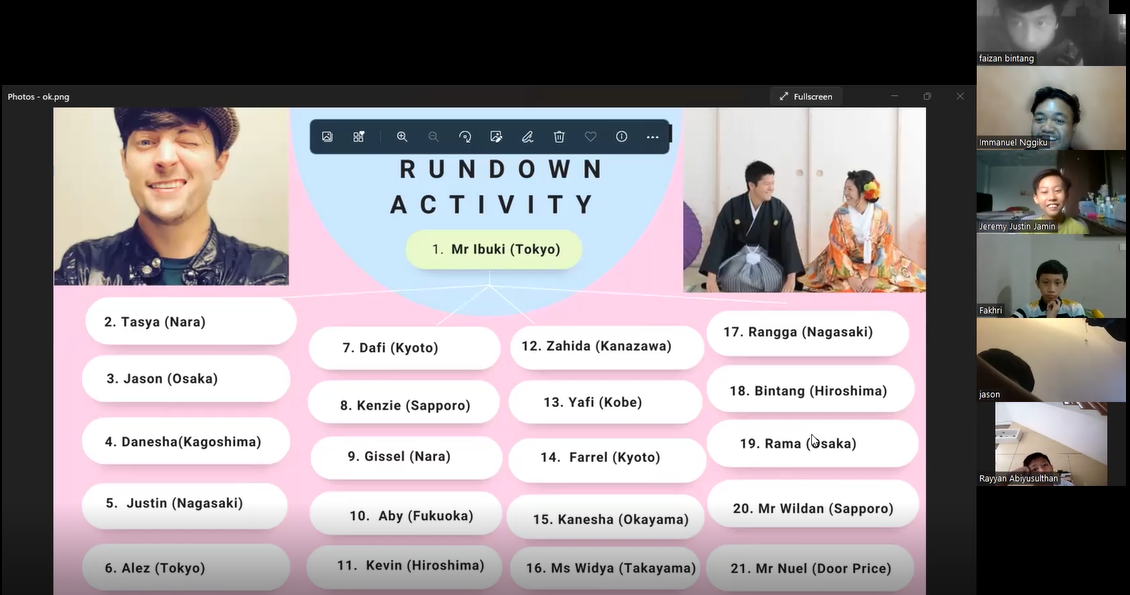 Photos - ok.png
Fullscreen
RUNDOWN
ACTIVITY
1. Mr Ibuki (Tokyo)
2. Tasya (Nara)
3. Jason (Osaka)
4. Danesha(Kagoshima)
5. Justin (Nagasaki)
6. Alez (Tokyo)
7. Dafi (Kyoto)
8. Kenzie (Sapporo)
9. Gissel (Nara)
10. Aby (Fukuoka)
11. Kevin (Hiroshima)
12. Zahida (Kanazawa)
13. Yafi (Kobe)
14. Farrel (Kyoto)
15. Kanesha (Okayama)
16. Ms Widya (Takayama)
17. Rangga (Nagasaki)
18. Bintang (Hiroshima)
19. Rama (Osaka)
20. Mr Wildan (Sapporo)
21. Mr Nuel (Door Price)
faizan bintang
Immanuel Nggiku
Jeremy Justin Jamin
Fakhri
jason
Rayyan Abiyusulthan